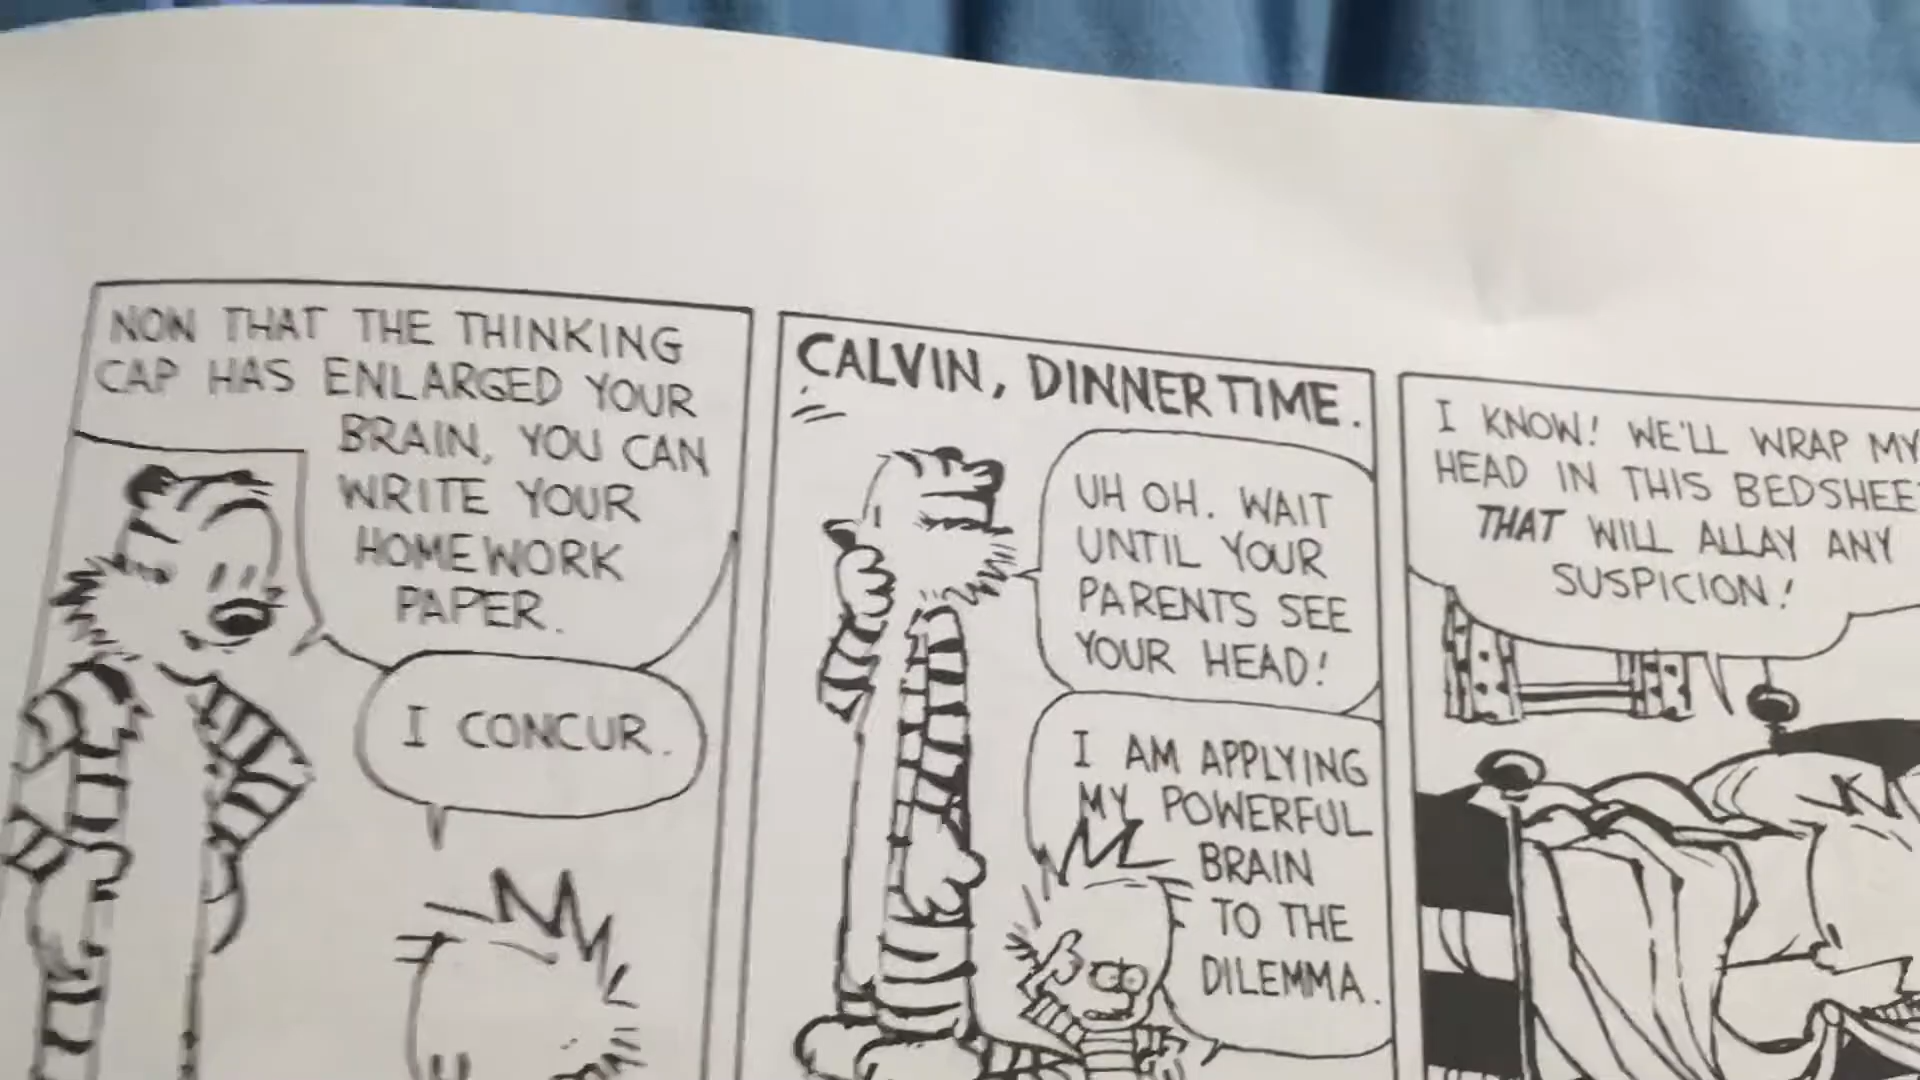 NOW THAT THE THINKING
CAP HAS ENLARGED YOUR
BRAIN, YOU CAN
WRITE YOUR
HOMEWORK
PAPER.
I CONCUR.
CALVIN, DINNER TIME.
UH OH. WAIT
UNTIL YOUR
PARENTS SEE
YOUR HEAD!
I AM APPLYING
MY POWERFUL
BRAIN
TO THE
DILEMMA.
I KNOW! WE'LL WRAP MY
HEAD IN THIS
THAT WILL ALLAY ANY
SUSPICION!